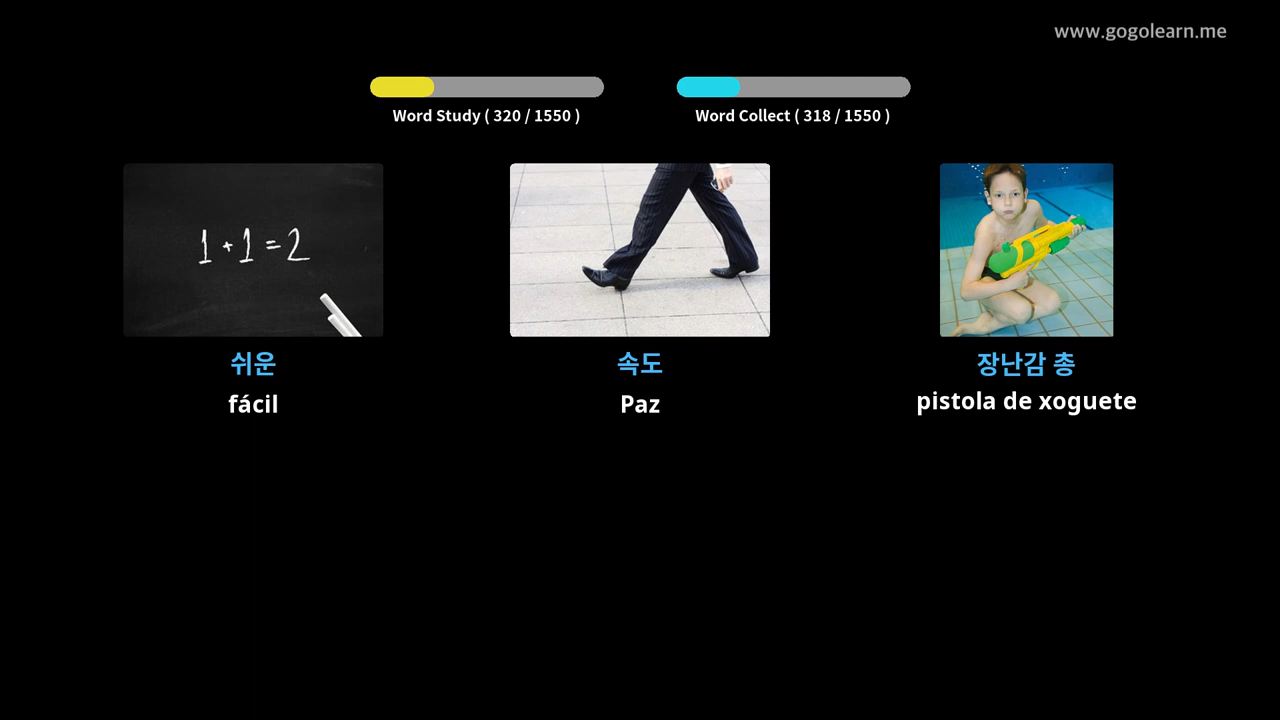 www.gogolearn.me
Word Study ( 320 / 1550 )
Word Collect ( 318 / 1550 )
1 + 1 = 2
쉬운
속도
장난감 총
fácil
Paz
pistola de xoguete